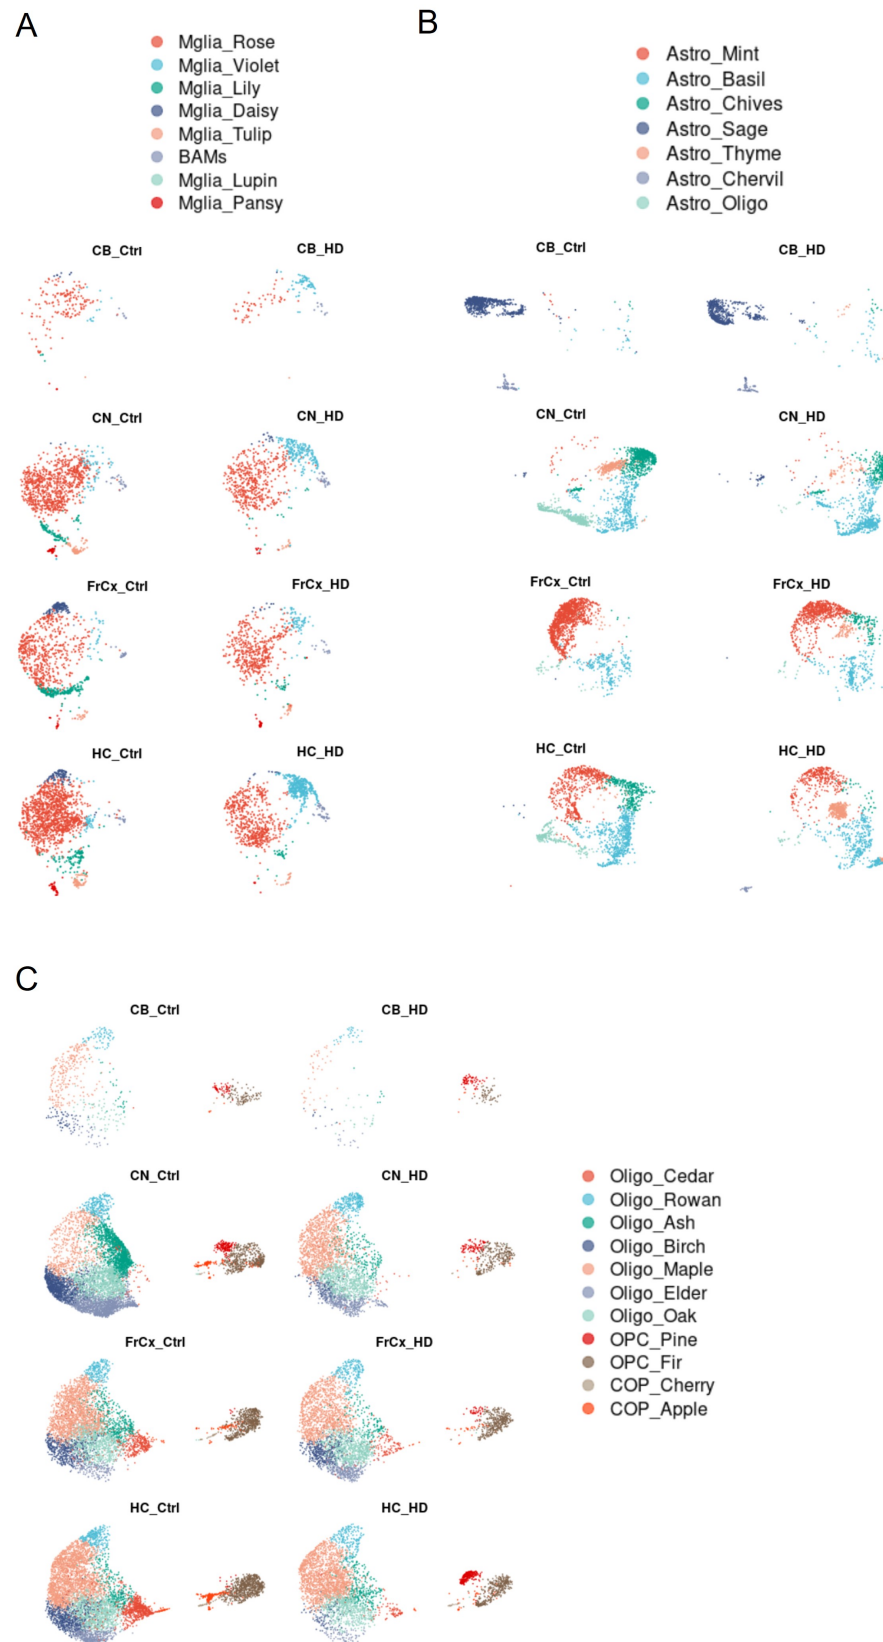 A
Mglia_Rose
Mglia_Violet
Mglia_Lily
Mglia_Daisy
Mglia_Tulip
BAMs
Mglia_Lupin
Mglia_Pansy
CB_Ctrl
CB_HD
CN_Ctrl
CN_HD
FrCx_Ctrl
FrCx_HD
HC_Ctrl
HC_HD
B
Astro_Mint
Astro_Basil
Astro_Chives
Astro_Sage
Astro_Thyme
Astro_Chervil
Astro_Oligo
CB_Ctrl
CB_HD
CN_Ctrl
CN_HD
FrCx_Ctrl
FrCx_HD
HC_Ctrl
HC_HD
C
CB_Ctrl
CB_HD
CN_Ctrl
CN_HD
FrCx_Ctrl
FrCx_HD
HC_Ctrl
HC_HD
Oligo_Cedar
Oligo_Rowan
Oligo_Ash
Oligo_Birch
Oligo_Maple
Oligo_Elder
Oligo_Oak
OPC_Pine
OPC_Fir
COP_Cherry
COP_Apple